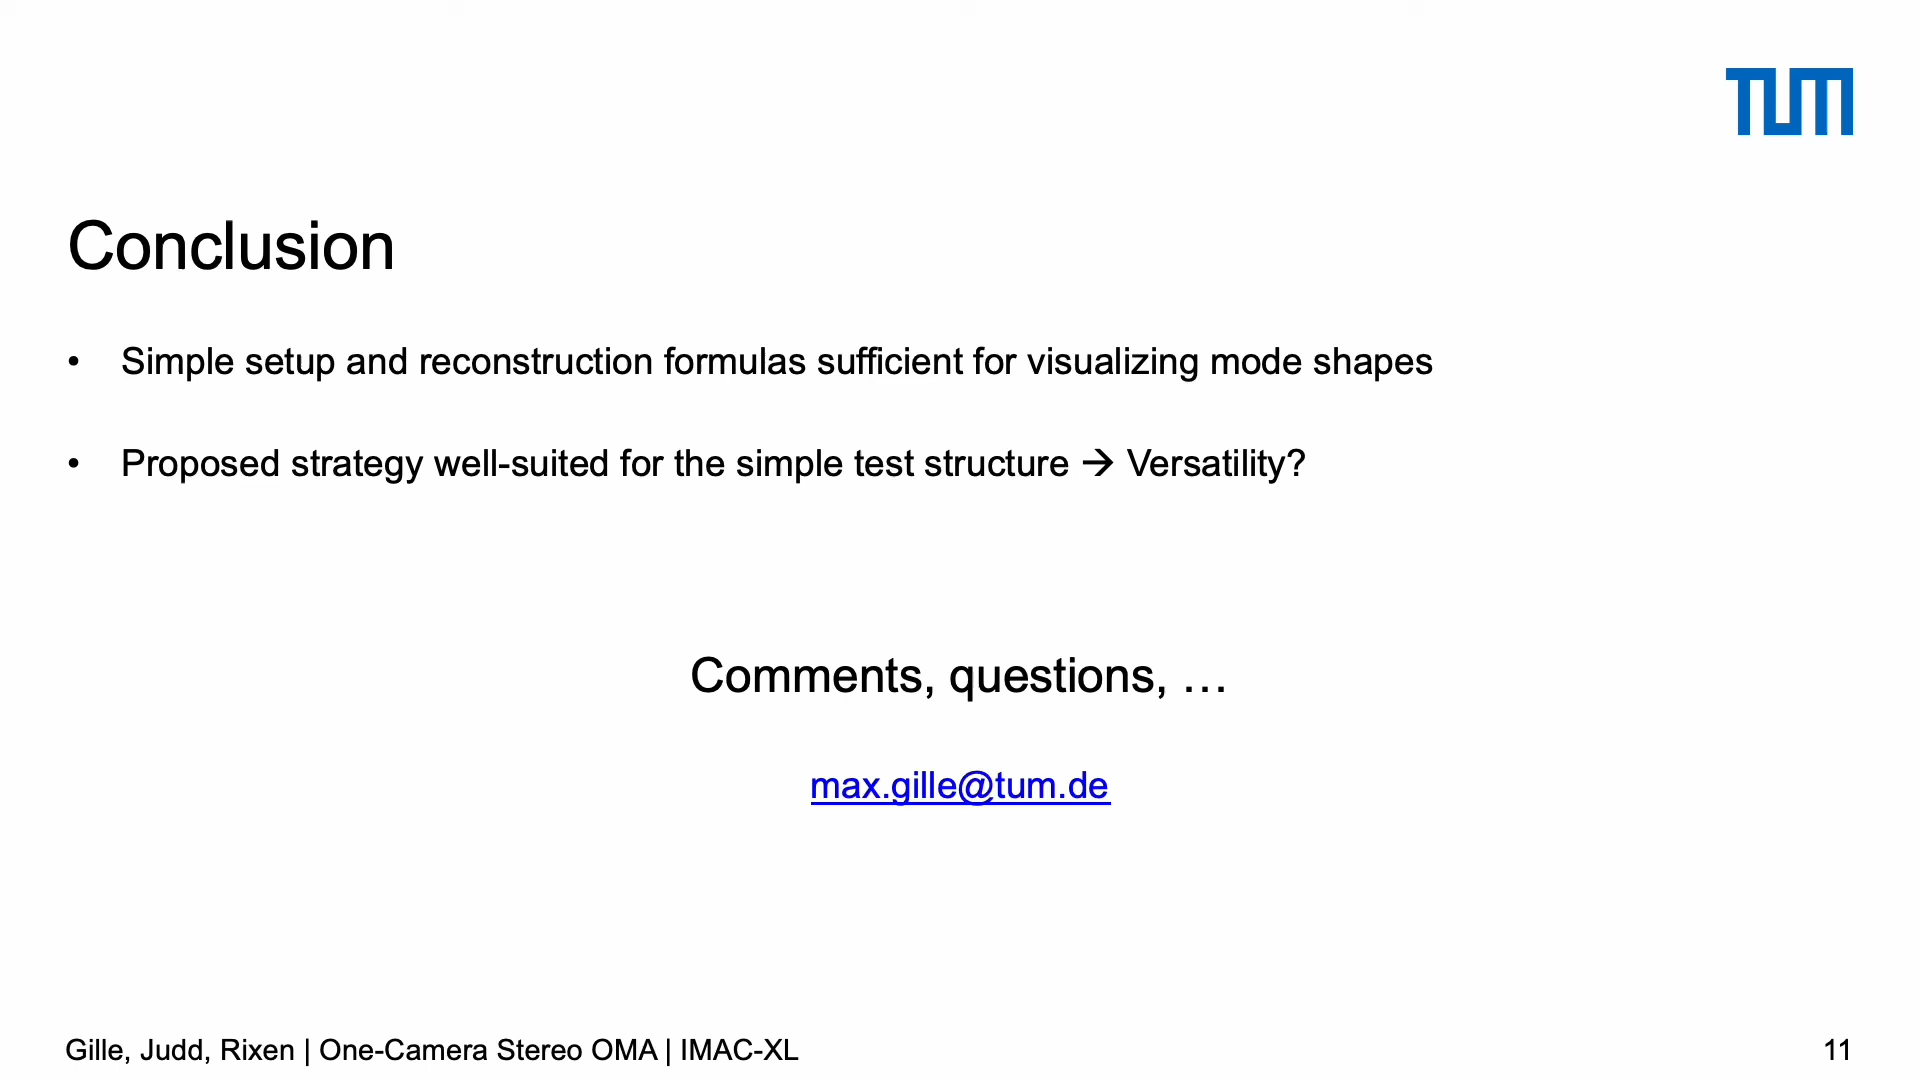 TUM
Conclusion
• Simple setup and reconstruction formulas sufficient for visualizing mode shapes
• Proposed strategy well-suited for the simple test structure → Versatility?
Comments, questions, …
max.gille@tum.de
Gille, Judd, Rixen | One-Camera Stereo OMA | IMAC-XL
11